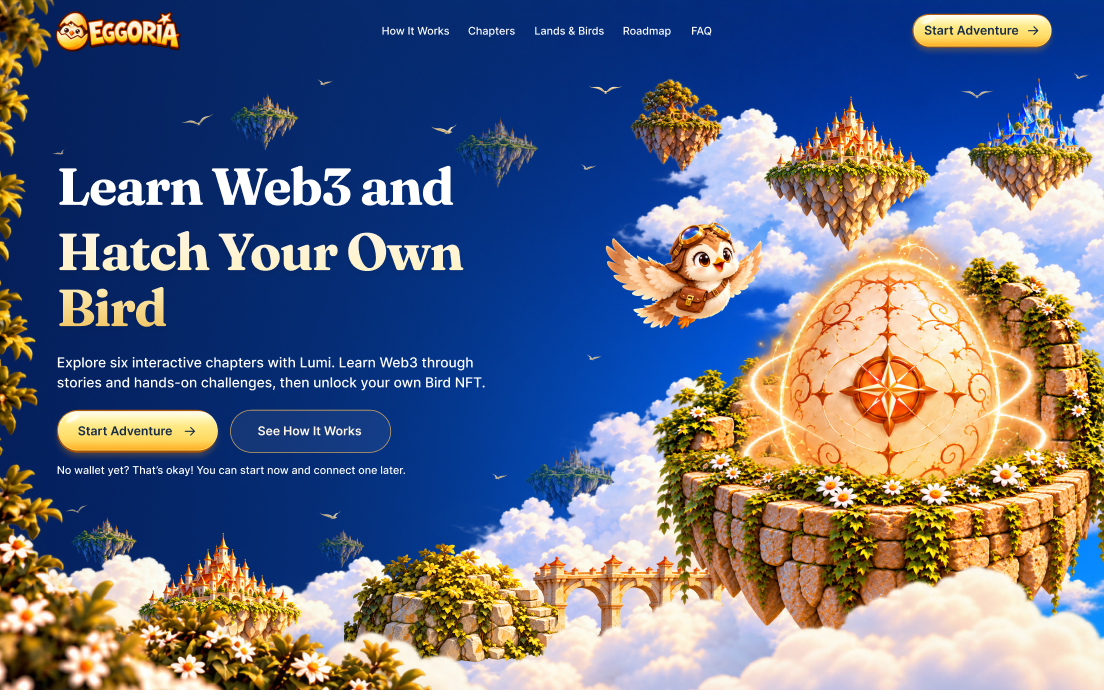 EGGORIA
How It Works
Chapters
Lands & Birds
Roadmap
FAQ
Start Adventure →
Learn Web3 and
Hatch Your Own
Bird
Explore six interactive chapters with Lumi. Learn Web3 through
stories and hands-on challenges, then unlock your own Bird NFT.
Start Adventure →
See How It Works
No wallet yet? That's okay! You can start now and connect one later.